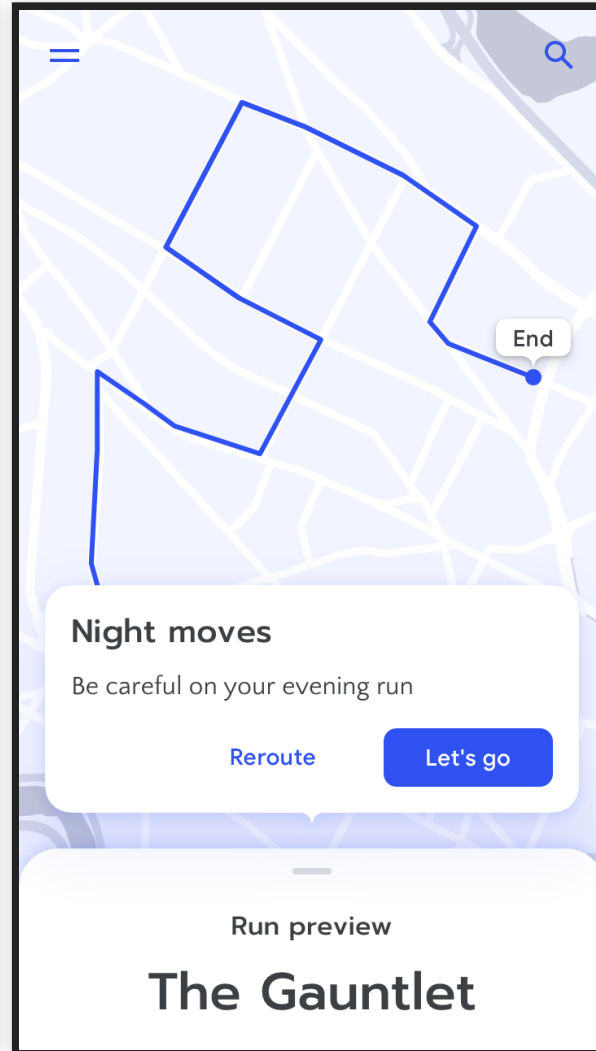 End
Night moves
Be careful on your evening run
Reroute
Let's go
Run preview
The Gauntlet